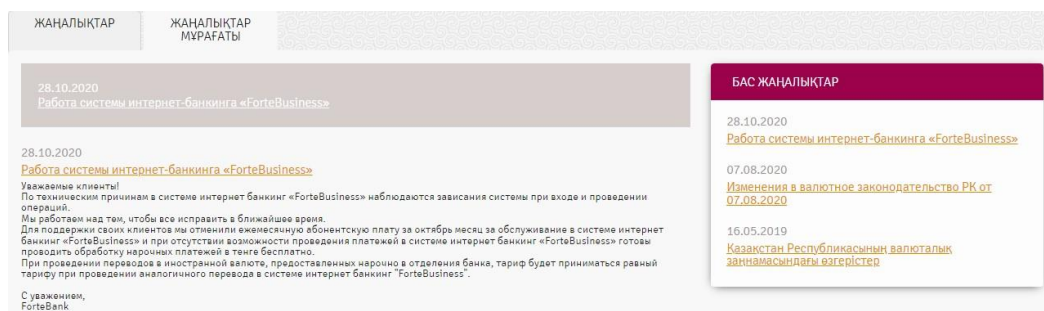 ЖАҢАЛЫҚТАР
ЖАҢАЛЫҚТАР
МҰРАҒАТЫ
28.10.2020
Работа системы интернет-банкинга «ForteBusiness»
28.10.2020
Работа системы интернет-банкинга «ForteBusiness»
Уважаемые клиенты!
По техническим причинам в системе интернет банкинг «ForteBusiness» наблюдаются зависания системы при входе и проведении
операций.
Мы работаем над тем, чтобы все исправить в ближайшее время.
Для поддержки своих клиентов мы отменили ежемесячную абонентскую плату за октябрь месяц за обслуживание в системе интернет
банкинг «ForteBusiness» и при отсутствии возможности проведения платежей в системе интернет банкинг «ForteBusiness» готовы
проводить обработку нарочных платежей в тенге бесплатно.
При проведении переводов в иностранной валюте, предоставленных нарочно в отделения банка, тариф будет приниматься равный
тарифу при проведении аналогичного перевода в системе интернет банкинг "ForteBusiness".
С уважением,
ForteBank
БАС ЖАҢАЛЫҚТАР
28.10.2020
Работа системы интернет-банкинга «ForteBusiness»
07.08.2020
Изменения в валютное законодательство РК от
07.08.2020
16.05.2019
Қазақстан Республикасының валюталық
заңнамасындағы өзгерістер